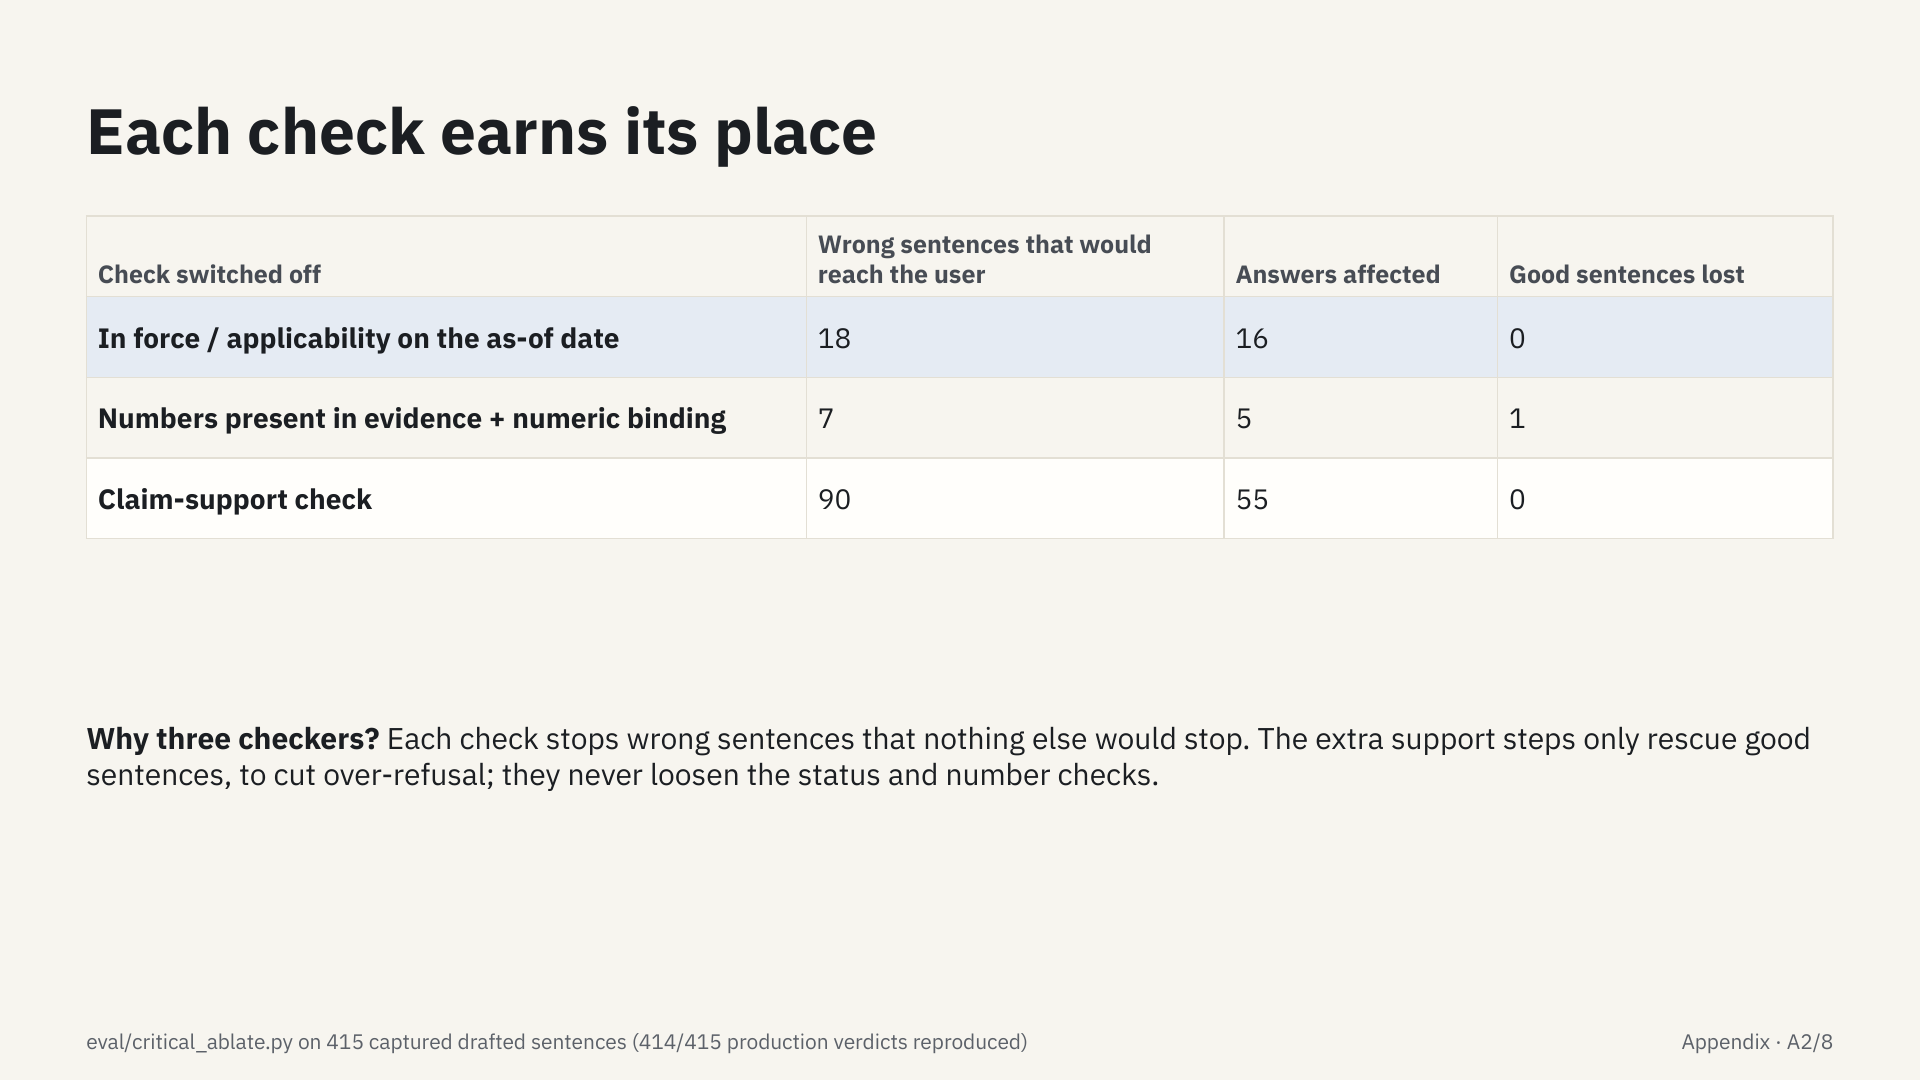 Each check earns its place
Check switched off
Wrong sentences that would
reach the user
Answers affected
Good sentences lost
In force / applicability on the as-of date
18
16
0
Numbers present in evidence + numeric binding
7
5
1
Claim-support check
90
55
0
Why three checkers? Each check stops wrong sentences that nothing else would stop. The extra support steps only rescue good
sentences, to cut over-refusal; they never loosen the status and number checks.
eval/critical_ablate.py on 415 captured drafted sentences (414/415 production verdicts reproduced)
Appendix · A2/8